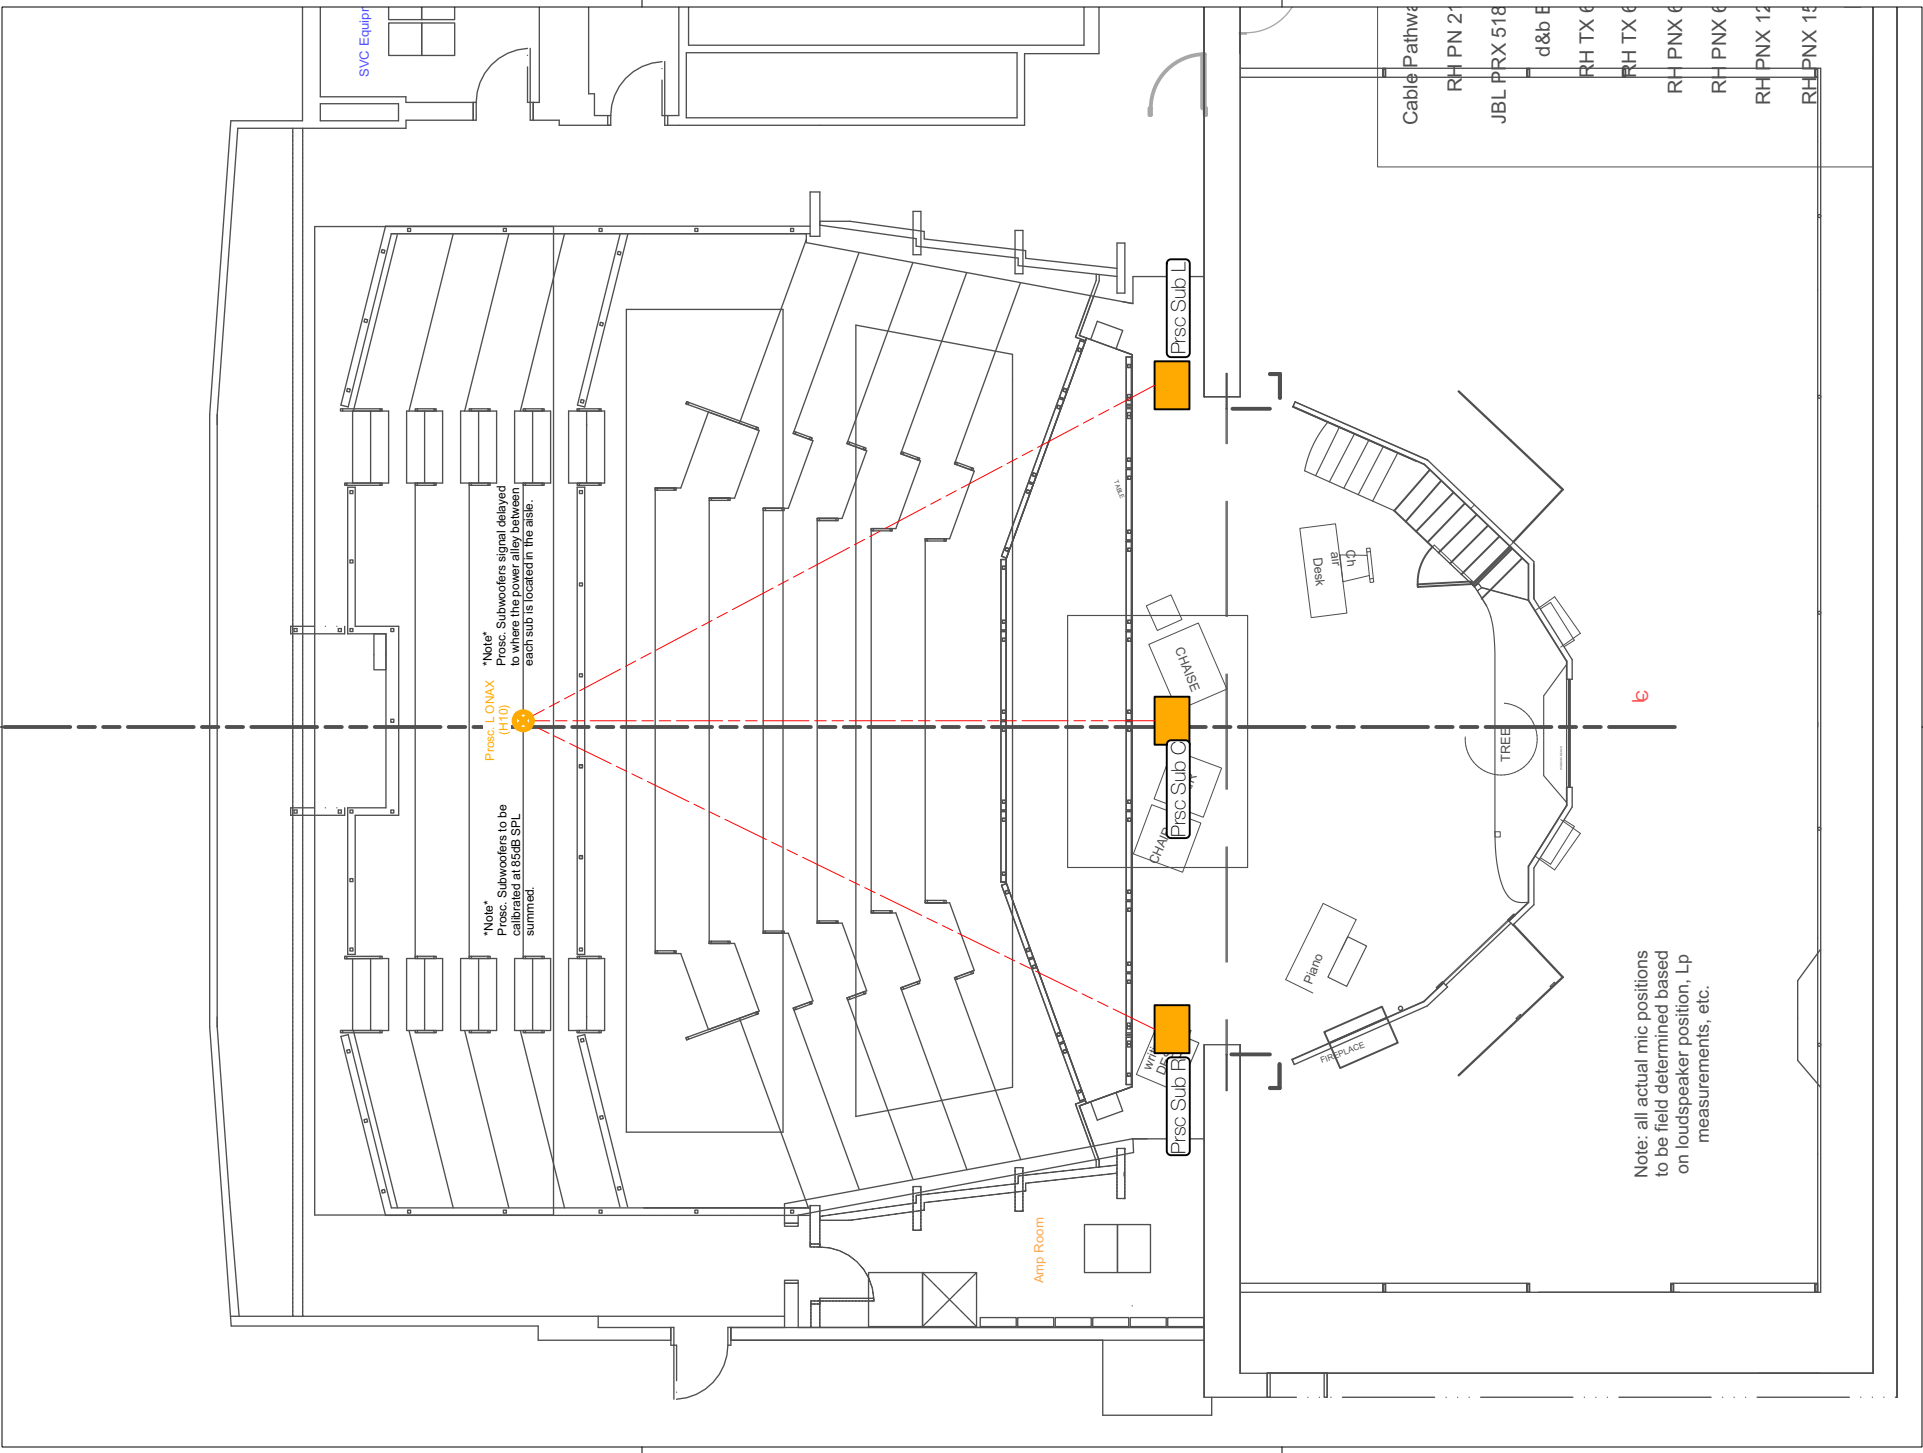 SVC Equipr
Cable Pathwa
RH PN 21
JBL PRX 518
d&b E
RH TX 6
RH TX 6
RH PNX 6
RH PNX 6
RH PNX 12
RH PNX 15
Prsc Sub L
TABLE
Ch
air
Desk
*Note*
Prosc. Subwoofers signal delayed
to where the power alley between
each sub is located in the aisle.
Prosc. L ONAX
(H10)
CHAISE
TREE
Prsc Sub C
CHAIR
*Note*
Prosc. Subwoofers to be
calibrated at 85dB SPL
summed.
Piano
FIREPLACE
Prsc Sub R
Note: all actual mic positions
to be field determined based
on loudspeaker position, Lp
measurements, etc.
Amp Room